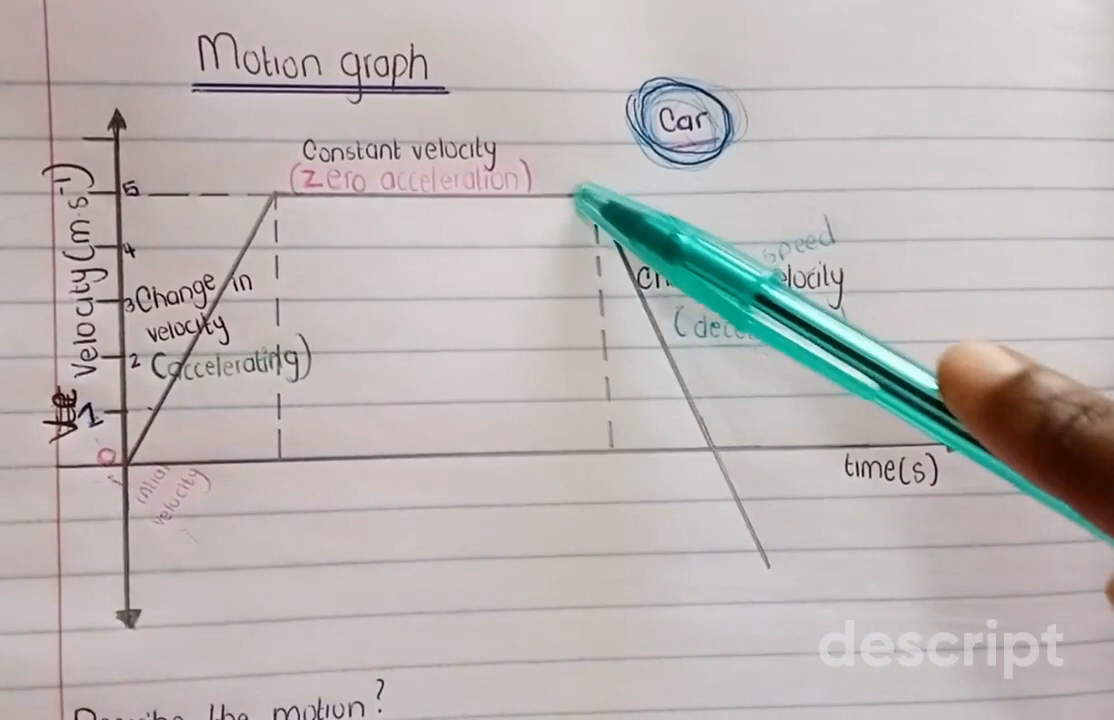 Motion graph
Car
Constant velocity
(Zero acceleration)
5
4
3
2
1
0
Velocity (m·s⁻¹)
Change in
velocity
(accelerating)
speed
initial
velocity
time(s)
the motion?
descript